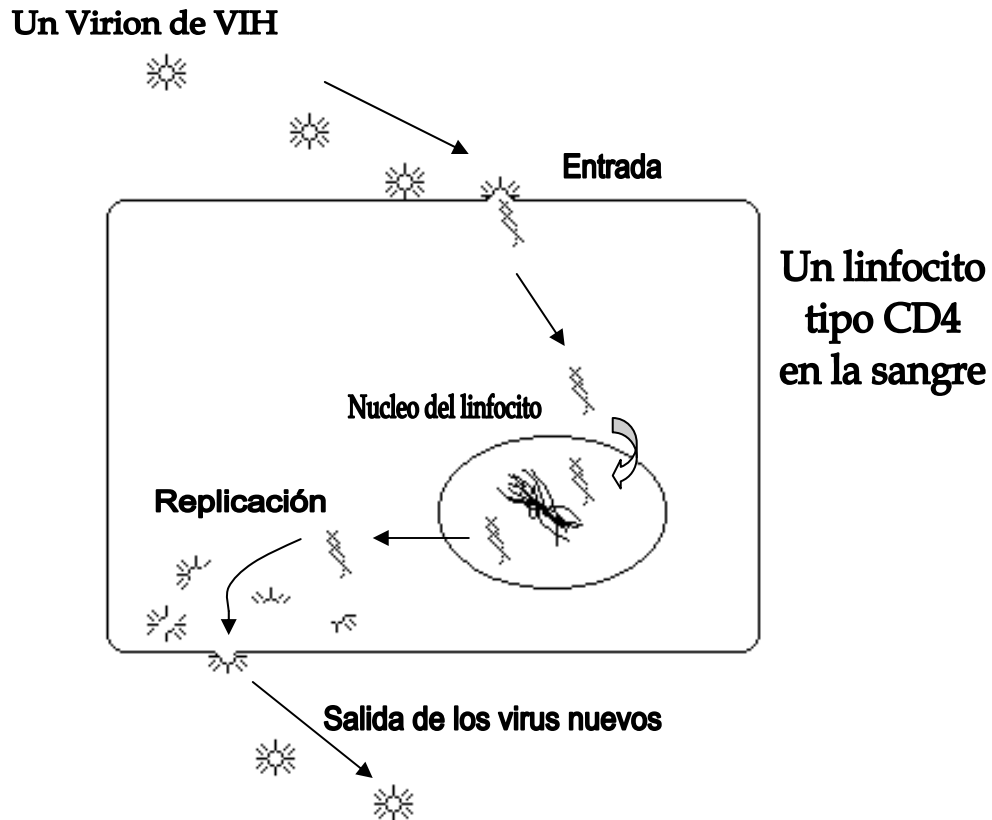 Un Virion de VIH
Entrada
Un linfocito
tipo CD4
en la sangre
Nucleo del linfocito
Replicación
Salida de los virus nuevos